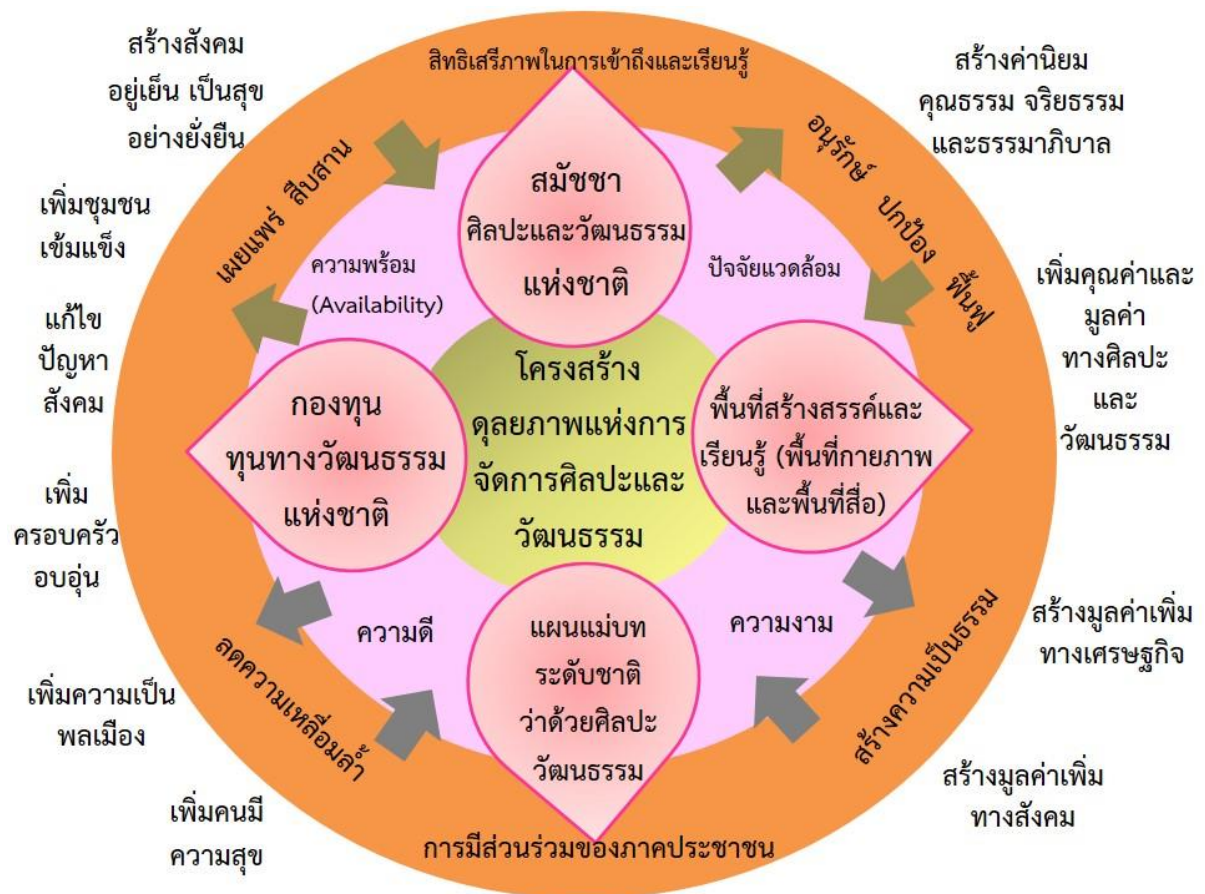 สร้างสังคม
อยู่เย็น เป็นสุข
อย่างยั่งยืน
สิทธิเสรีภาพในการเข้าถึงและเรียนรู้
สร้างค่านิยม
คุณธรรม จริยธรรม
และธรรมาภิบาล
เผยแพร่ สืบสาน
อนุรักษ์ ปกป้อง ฟื้นฟู
สมัชชา
ศิลปะและวัฒนธรรม
แห่งชาติ
เพิ่มชุมชน
เข้มแข็ง
ความพร้อม
(Availability)
ปัจจัยแวดล้อม
เพิ่มคุณค่าและ
มูลค่า
ทางศิลปะ
และ
วัฒนธรรม
แก้ไข
ปัญหา
สังคม
กองทุน
ทุนทางวัฒนธรรม
แห่งชาติ
โครงสร้าง
ดุลยภาพแห่งการ
จัดการศิลปะและ
วัฒนธรรม
พื้นที่สร้างสรรค์และ
เรียนรู้ (พื้นที่กายภาพ
และพื้นที่สื่อ)
เพิ่ม
ครอบครัว
อบอุ่น
ความดี
แผนแม่บท
ระดับชาติ
ว่าด้วยศิลปะ
วัฒนธรรม
ความงาม
สร้างมูลค่าเพิ่ม
ทางเศรษฐกิจ
ลดความเหลื่อมล้ำ
สร้างความเป็นธรรม
เพิ่มความเป็น
พลเมือง
สร้างมูลค่าเพิ่ม
ทางสังคม
เพิ่มคนมี
ความสุข
การมีส่วนร่วมของภาคประชาชน